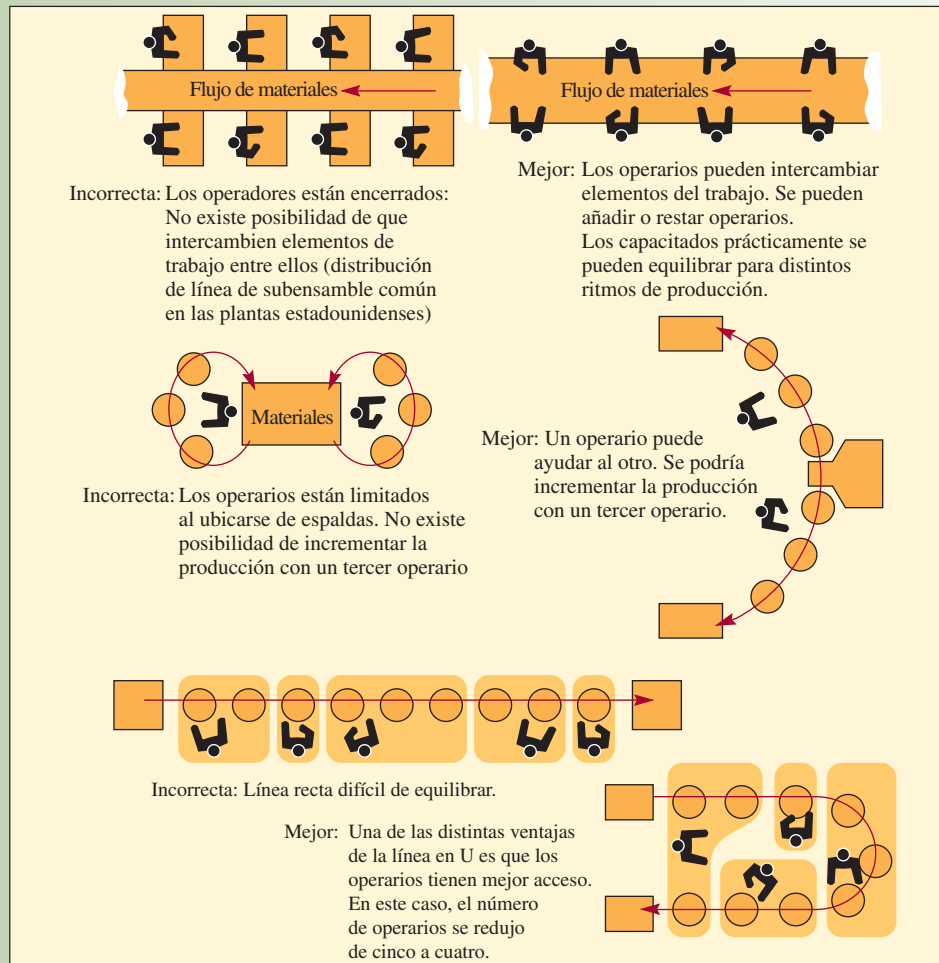 Flujo de materiales
Flujo de materiales
Incorrecta: Los operadores están encerrados:
No existe posibilidad de que
intercambien elementos de
trabajo entre ellos (distribución
de línea de subensamble común
en las plantas estadounidenses)
Mejor: Los operarios pueden intercambiar
elementos del trabajo. Se pueden
añadir o restar operarios.
Los capacitados prácticamente se
pueden equilibrar para distintos
ritmos de producción.
Materiales
Incorrecta: Los operarios están limitados
al ubicarse de espaldas. No existe
posibilidad de incrementar la
producción con un tercer operario
Mejor: Un operario puede
ayudar al otro. Se podría
incrementar la producción
con un tercer operario.
Incorrecta: Línea recta difícil de equilibrar.
Mejor: Una de las distintas ventajas
de la línea en U es que los
operarios tienen mejor acceso.
En este caso, el número
de operarios se redujo
de cinco a cuatro.